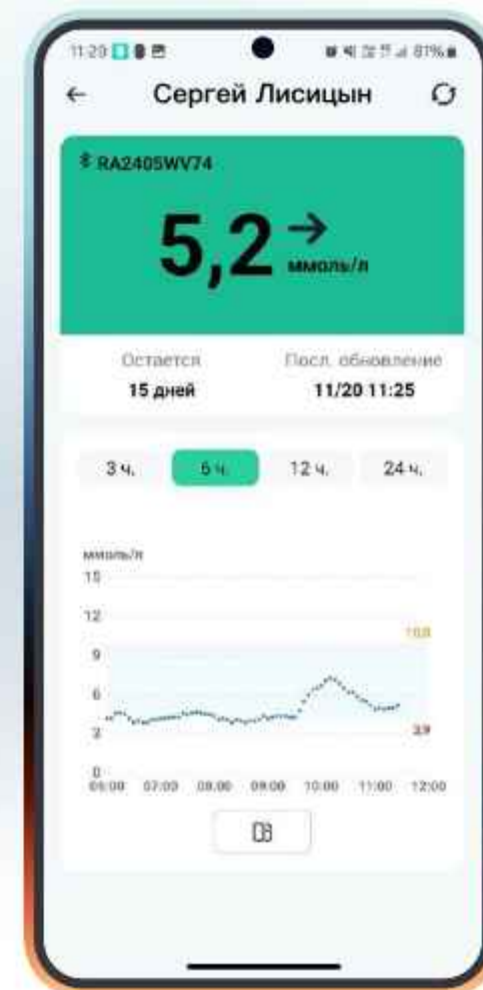 11:20 81%
Сергей Лисицын
RA2405WV74
5,2
ммоль/л
Остается Посл. обновление
15 дней 11/20 11:25
3 ч. 6 ч. 12 ч. 24 ч.
ммоль/л
15
12
10,0
9
6
3
3,9
0
06:00 07:00 08:00 09:00 10:00 11:00 12:00